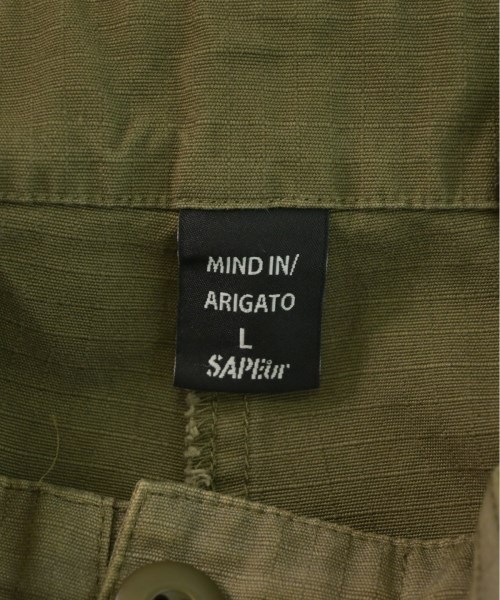 MIND IN/
ARIGATO
L
SAPEur